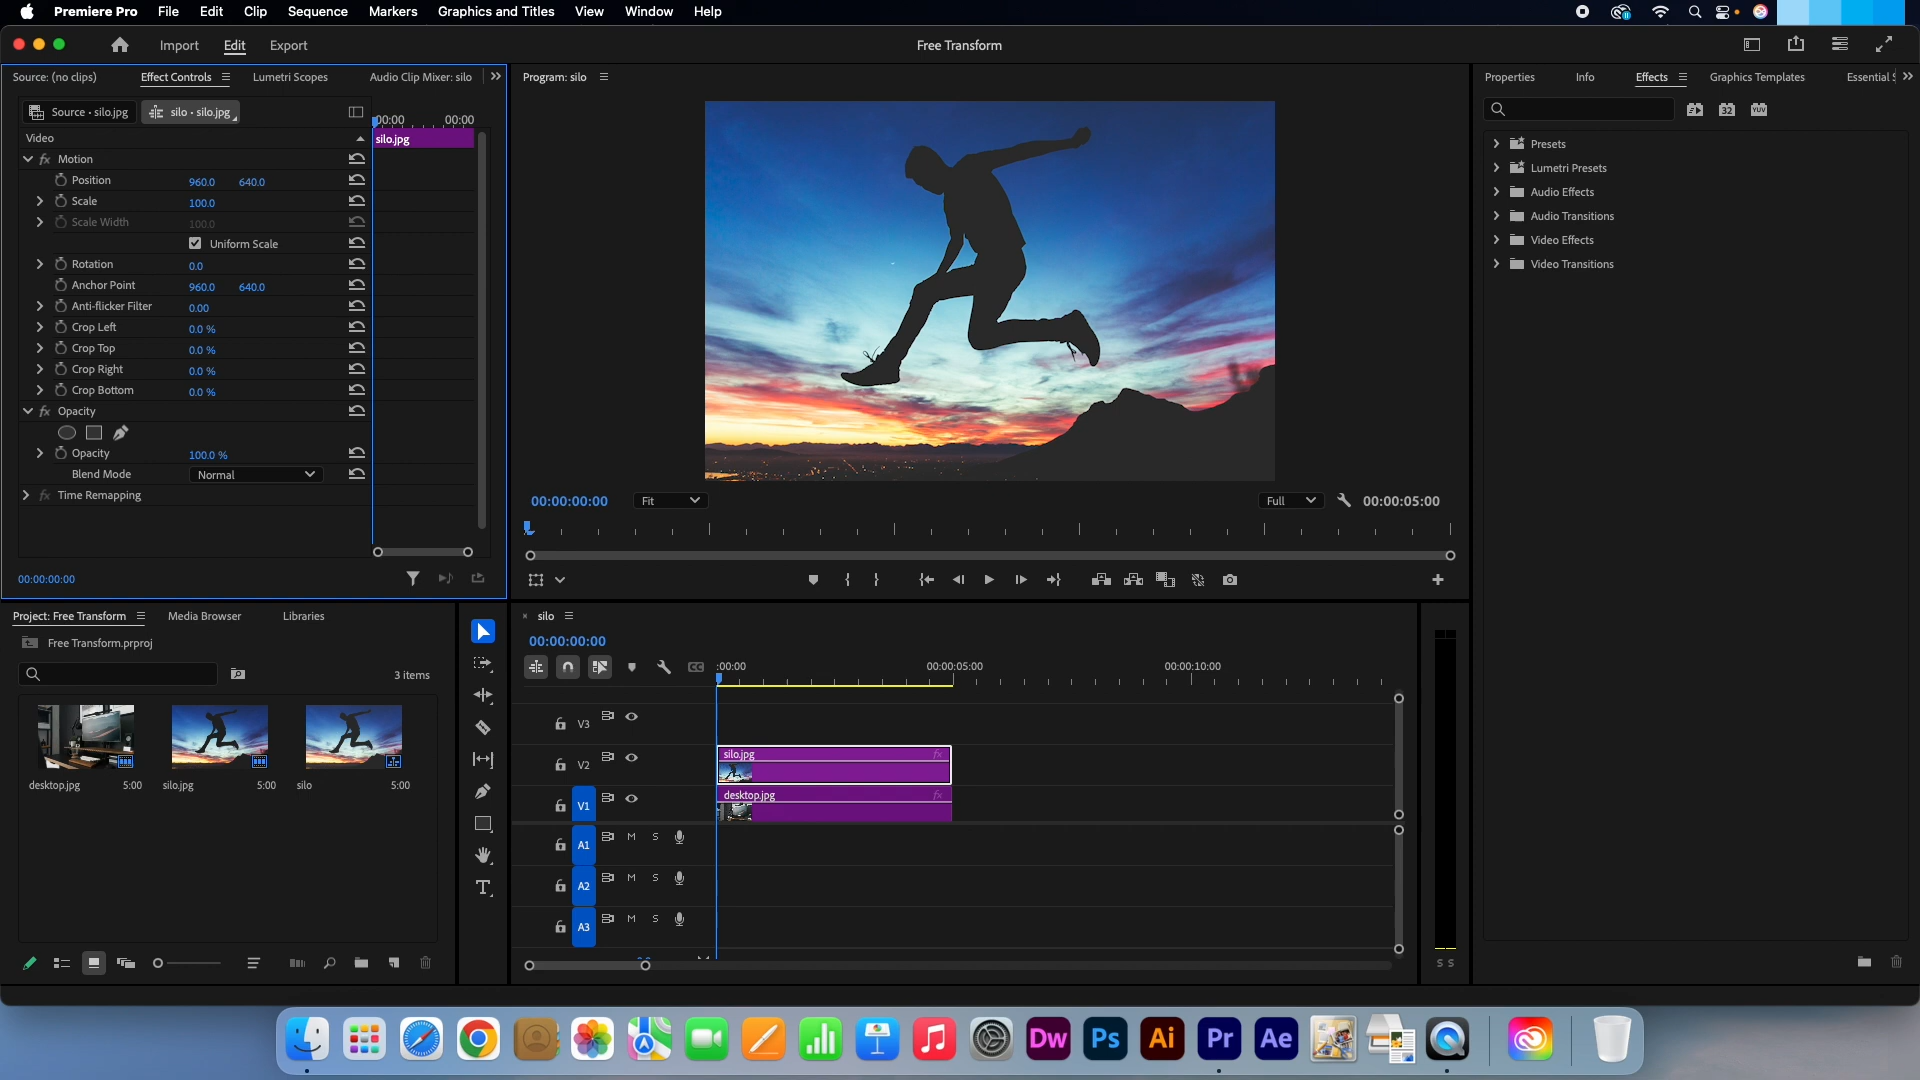 Premiere Pro File Edit Clip Sequence Markers Graphics and Titles View Window Help
Import Edit Export Free Transform
Source: (no clips) Effect Controls Lumetri Scopes Audio Clip Mixer: silo
Source • silo.jpg silo • silo.jpg
:00:00 00:00
Video silo.jpg
fx Motion
Position 960.0 640.0
Scale 100.0
Scale Width 100.0
Uniform Scale
Rotation 0.0
Anchor Point 960.0 640.0
Anti-flicker Filter 0.00
Crop Left 0.0 %
Crop Top 0.0 %
Crop Right 0.0 %
Crop Bottom 0.0 %
fx Opacity
Opacity 100.0 %
Blend Mode Normal
fx Time Remapping
00:00:00:00
Program: silo
00:00:00:00 Fit Full 00:00:05:00
Properties Info Effects Graphics Templates Essential
32 YUV
Presets
Lumetri Presets
Audio Effects
Audio Transitions
Video Effects
Video Transitions
Project: Free Transform Media Browser Libraries
Free Transform.prproj
3 items
desktop.jpg 5:00 silo.jpg 5:00 silo 5:00
silo
00:00:00:00
CC :00:00 00:00:05:00 00:00:10:00
V3
V2 silo.jpg fx
V1 desktop.jpg fx
A1 M S
A2 M S
A3 M S
S S
Dw Ps Ai Pr Ae